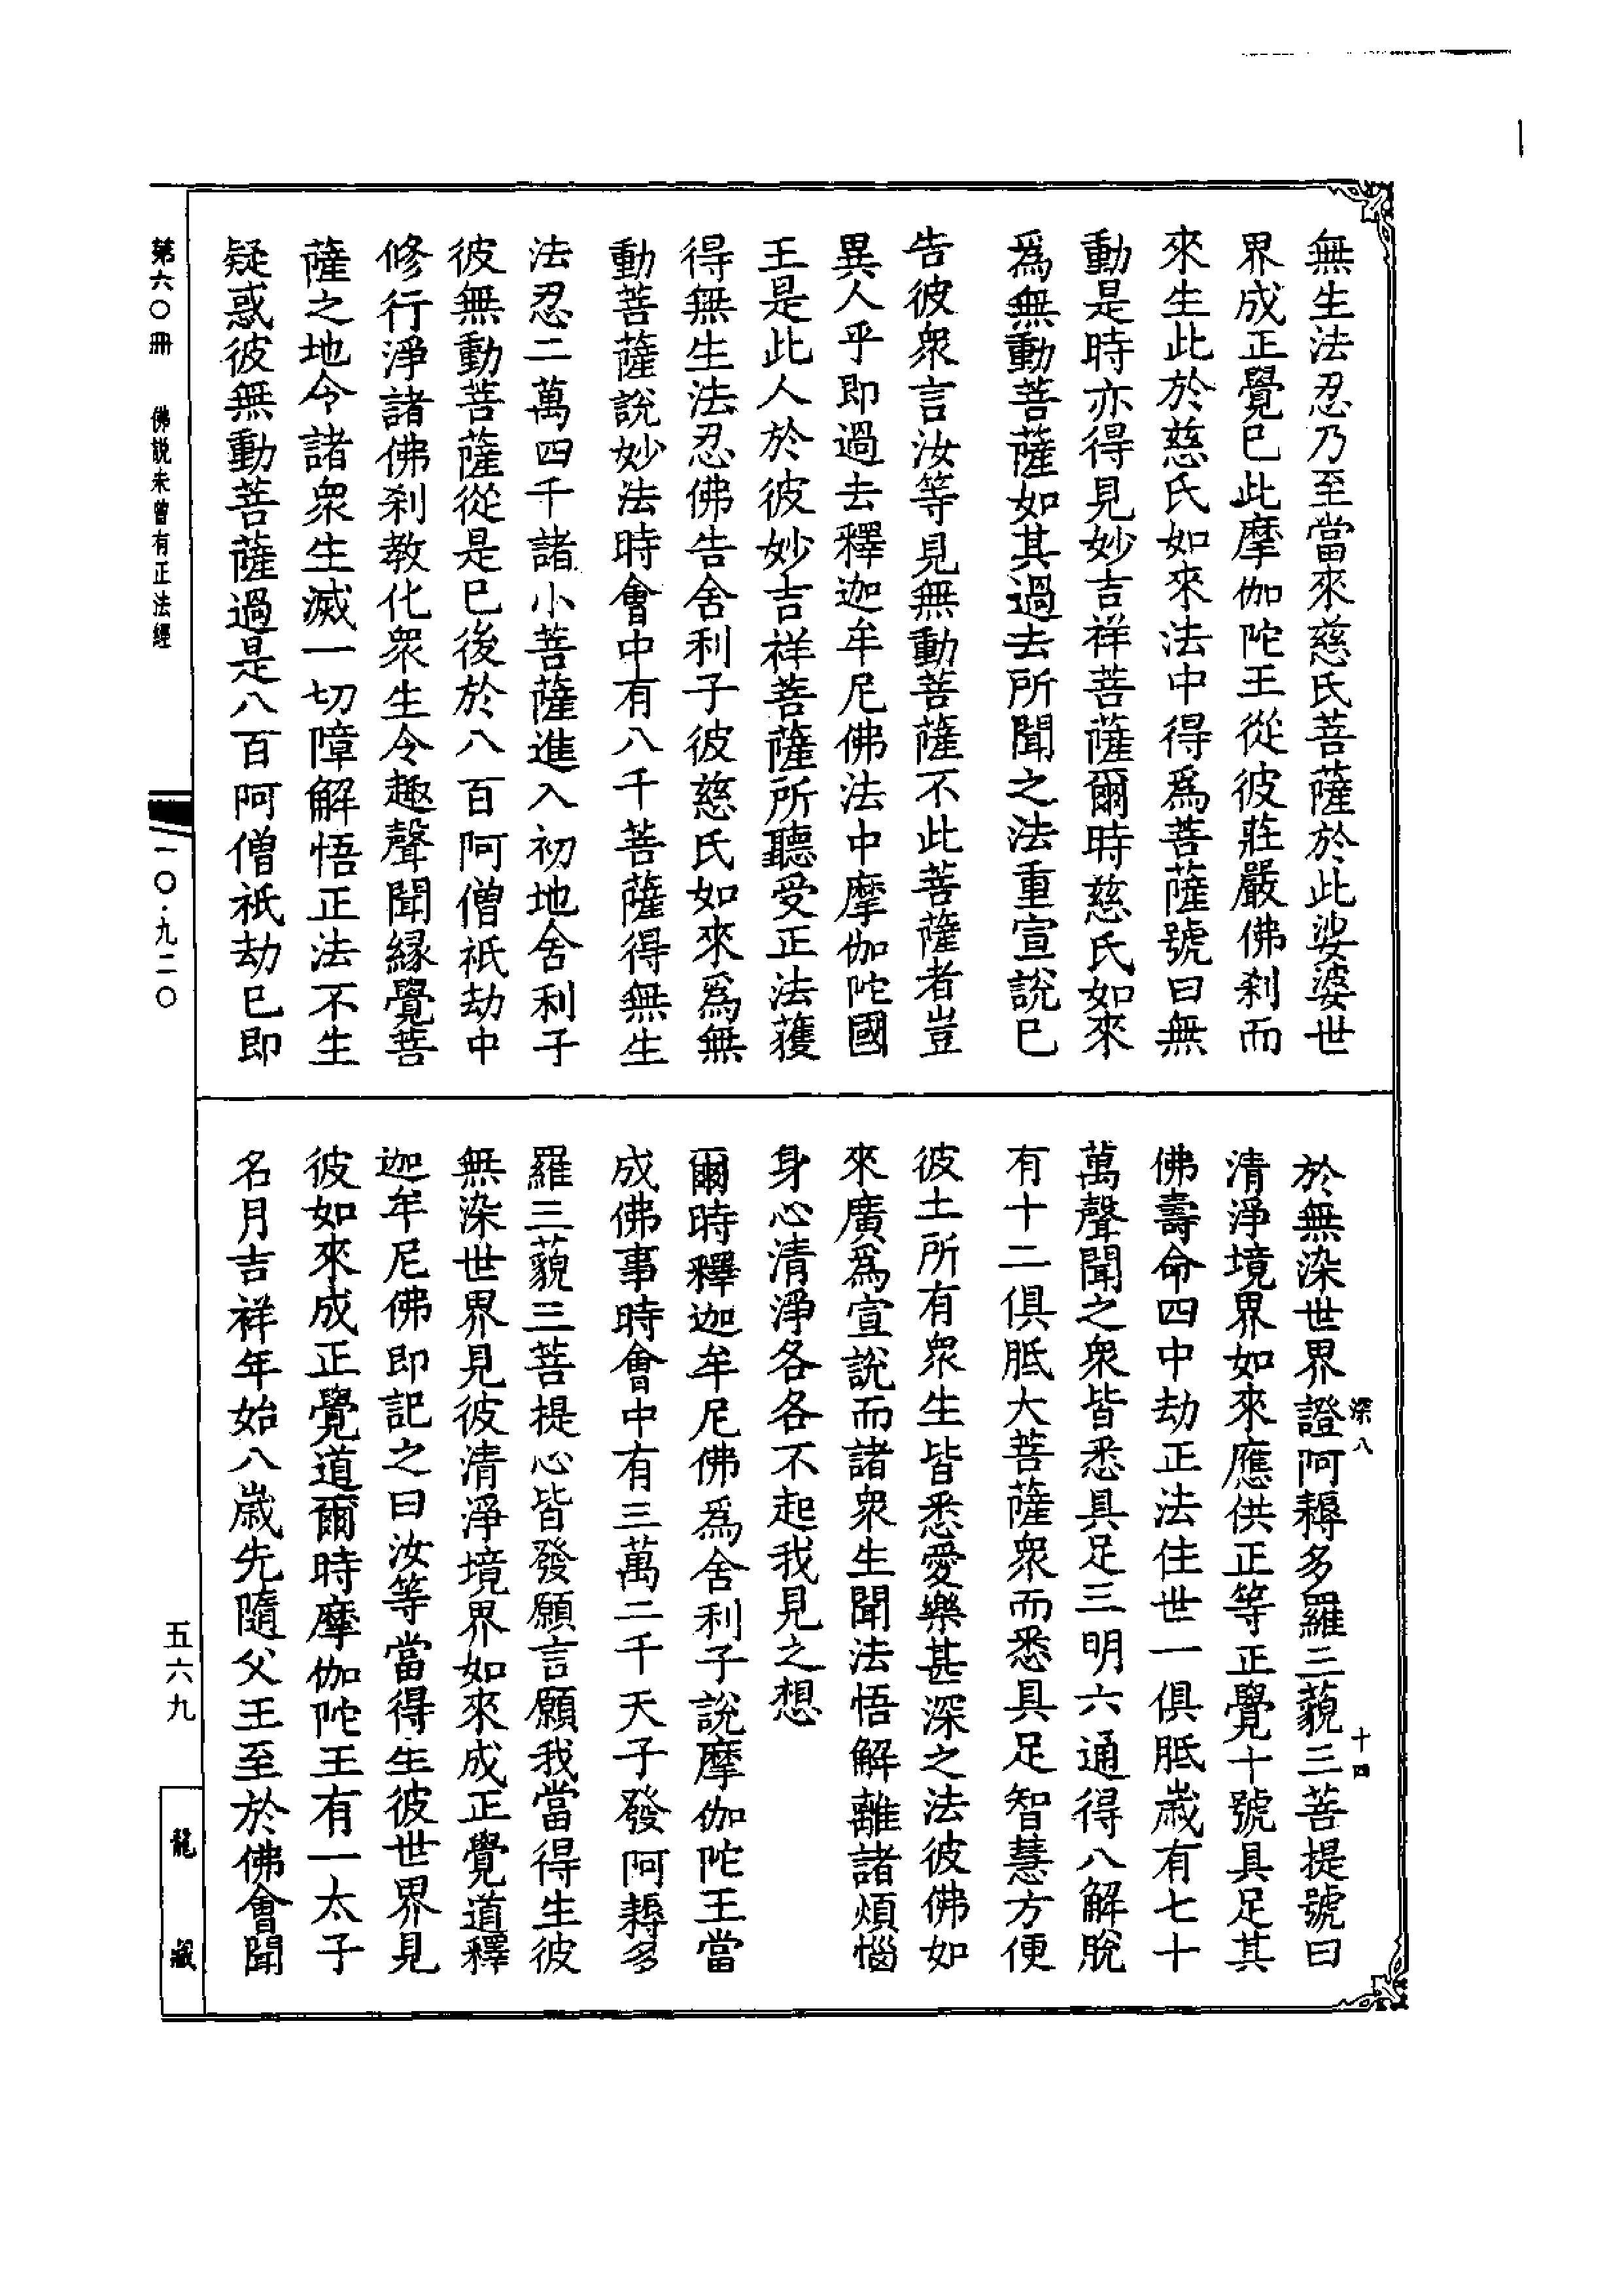 無生法忍乃至當來慈氏菩薩於此娑婆世
界成正覺已此摩伽陀王從彼莊嚴佛刹而
來生此於慈氏如來法中得爲菩薩號曰無
動是時亦得見妙吉祥菩薩爾時慈氏如來
爲無動菩薩如其過去所聞之法重宣說已
告彼衆言汝等見無動菩薩不此菩薩者豈
異人乎即過去釋迦牟尼佛法中摩伽陀國
王是此人於彼妙吉祥菩薩所聽受正法獲
得無生法忍佛告舍利子彼慈氏如來爲無
動菩薩說妙法時會中有八千菩薩得無生
法忍二萬四千諸小菩薩進入初地舍利子
彼無動菩薩從是已後於八百阿僧祇劫中
修行淨諸佛刹教化衆生令趣聲聞緣覺菩
薩之地令諸衆生滅一切障解悟正法不生
疑惑彼無動菩薩過是八百阿僧祇劫已即
深八
十四
於無染世界證阿耨多羅三藐三菩提號曰
清淨境界如來應供正等正覺十號具足其
佛壽命四中劫正法住世一俱胝歲有七十
萬聲聞之衆皆悉具足三明六通得八解脫
有十二俱胝大菩薩衆而悉具足智慧方便
彼土所有衆生皆悉愛樂甚深之法彼佛如
來廣爲宣說而諸衆生聞法悟解離諸煩惱
身心清淨各各不起我見之想
爾時釋迦牟尼佛爲舍利子說摩伽陀王當
成佛事時會中有三萬二千天子發阿耨多
羅三藐三菩提心皆發願言願我當得生彼
無染世界見彼清淨境界如來成正覺道釋
迦牟尼佛即記之曰汝等當得生彼世界見
彼如來成正覺道爾時摩伽陀王有一太子
名月吉祥年始八歲先隨父王至於佛會聞
第六〇冊 佛説未曾有正法經
一〇·九二〇
五六九
龍藏